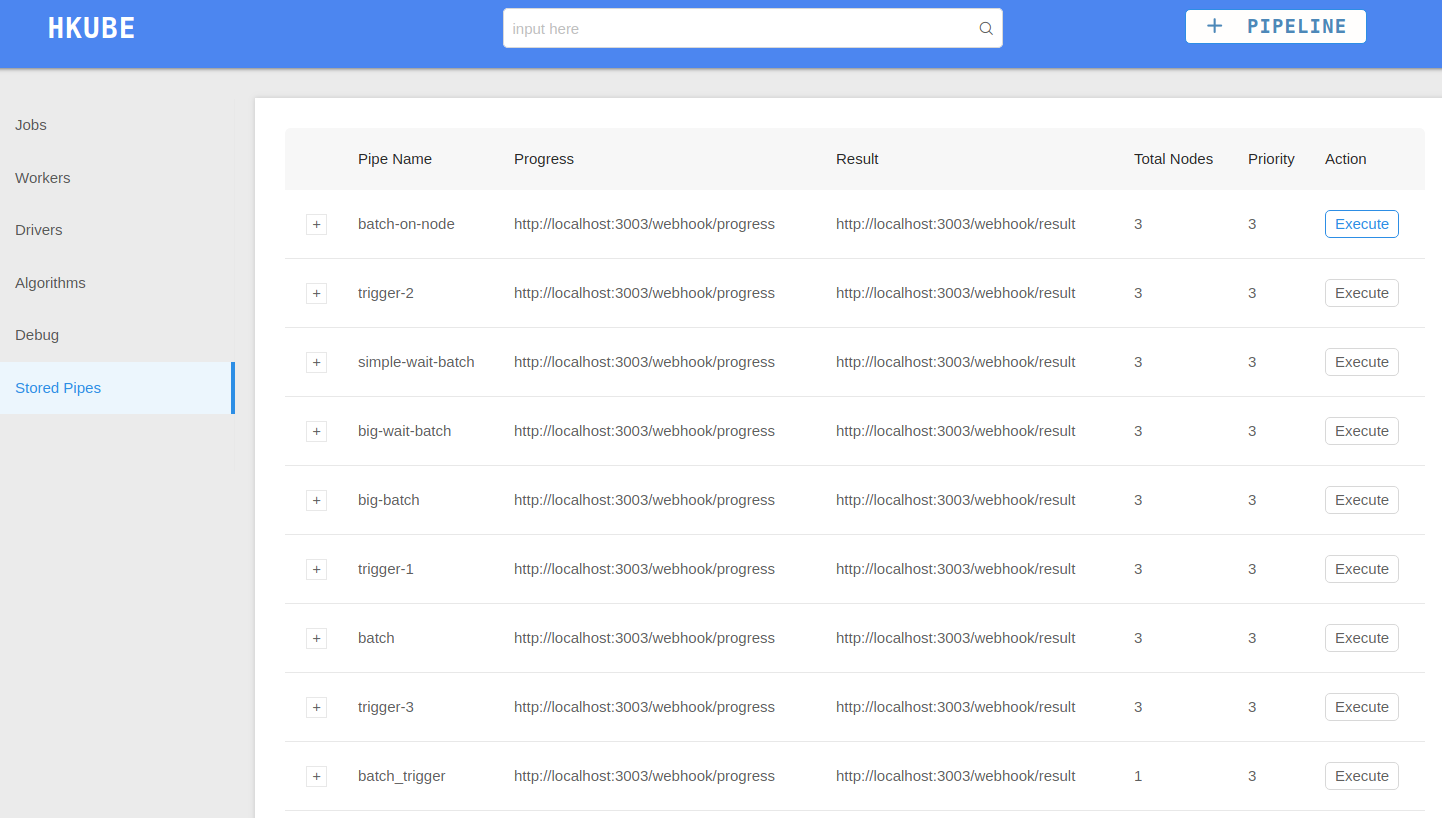 HKUBE
input here
+ PIPELINE
Jobs
Workers
Drivers
Algorithms
Debug
Stored Pipes
Pipe Name Progress Result Total Nodes Priority Action
+ batch-on-node http://localhost:3003/webhook/progress http://localhost:3003/webhook/result 3 3 Execute
+ trigger-2 http://localhost:3003/webhook/progress http://localhost:3003/webhook/result 3 3 Execute
+ simple-wait-batch http://localhost:3003/webhook/progress http://localhost:3003/webhook/result 3 3 Execute
+ big-wait-batch http://localhost:3003/webhook/progress http://localhost:3003/webhook/result 3 3 Execute
+ big-batch http://localhost:3003/webhook/progress http://localhost:3003/webhook/result 3 3 Execute
+ trigger-1 http://localhost:3003/webhook/progress http://localhost:3003/webhook/result 3 3 Execute
+ batch http://localhost:3003/webhook/progress http://localhost:3003/webhook/result 3 3 Execute
+ trigger-3 http://localhost:3003/webhook/progress http://localhost:3003/webhook/result 3 3 Execute
+ batch_trigger http://localhost:3003/webhook/progress http://localhost:3003/webhook/result 1 3 Execute